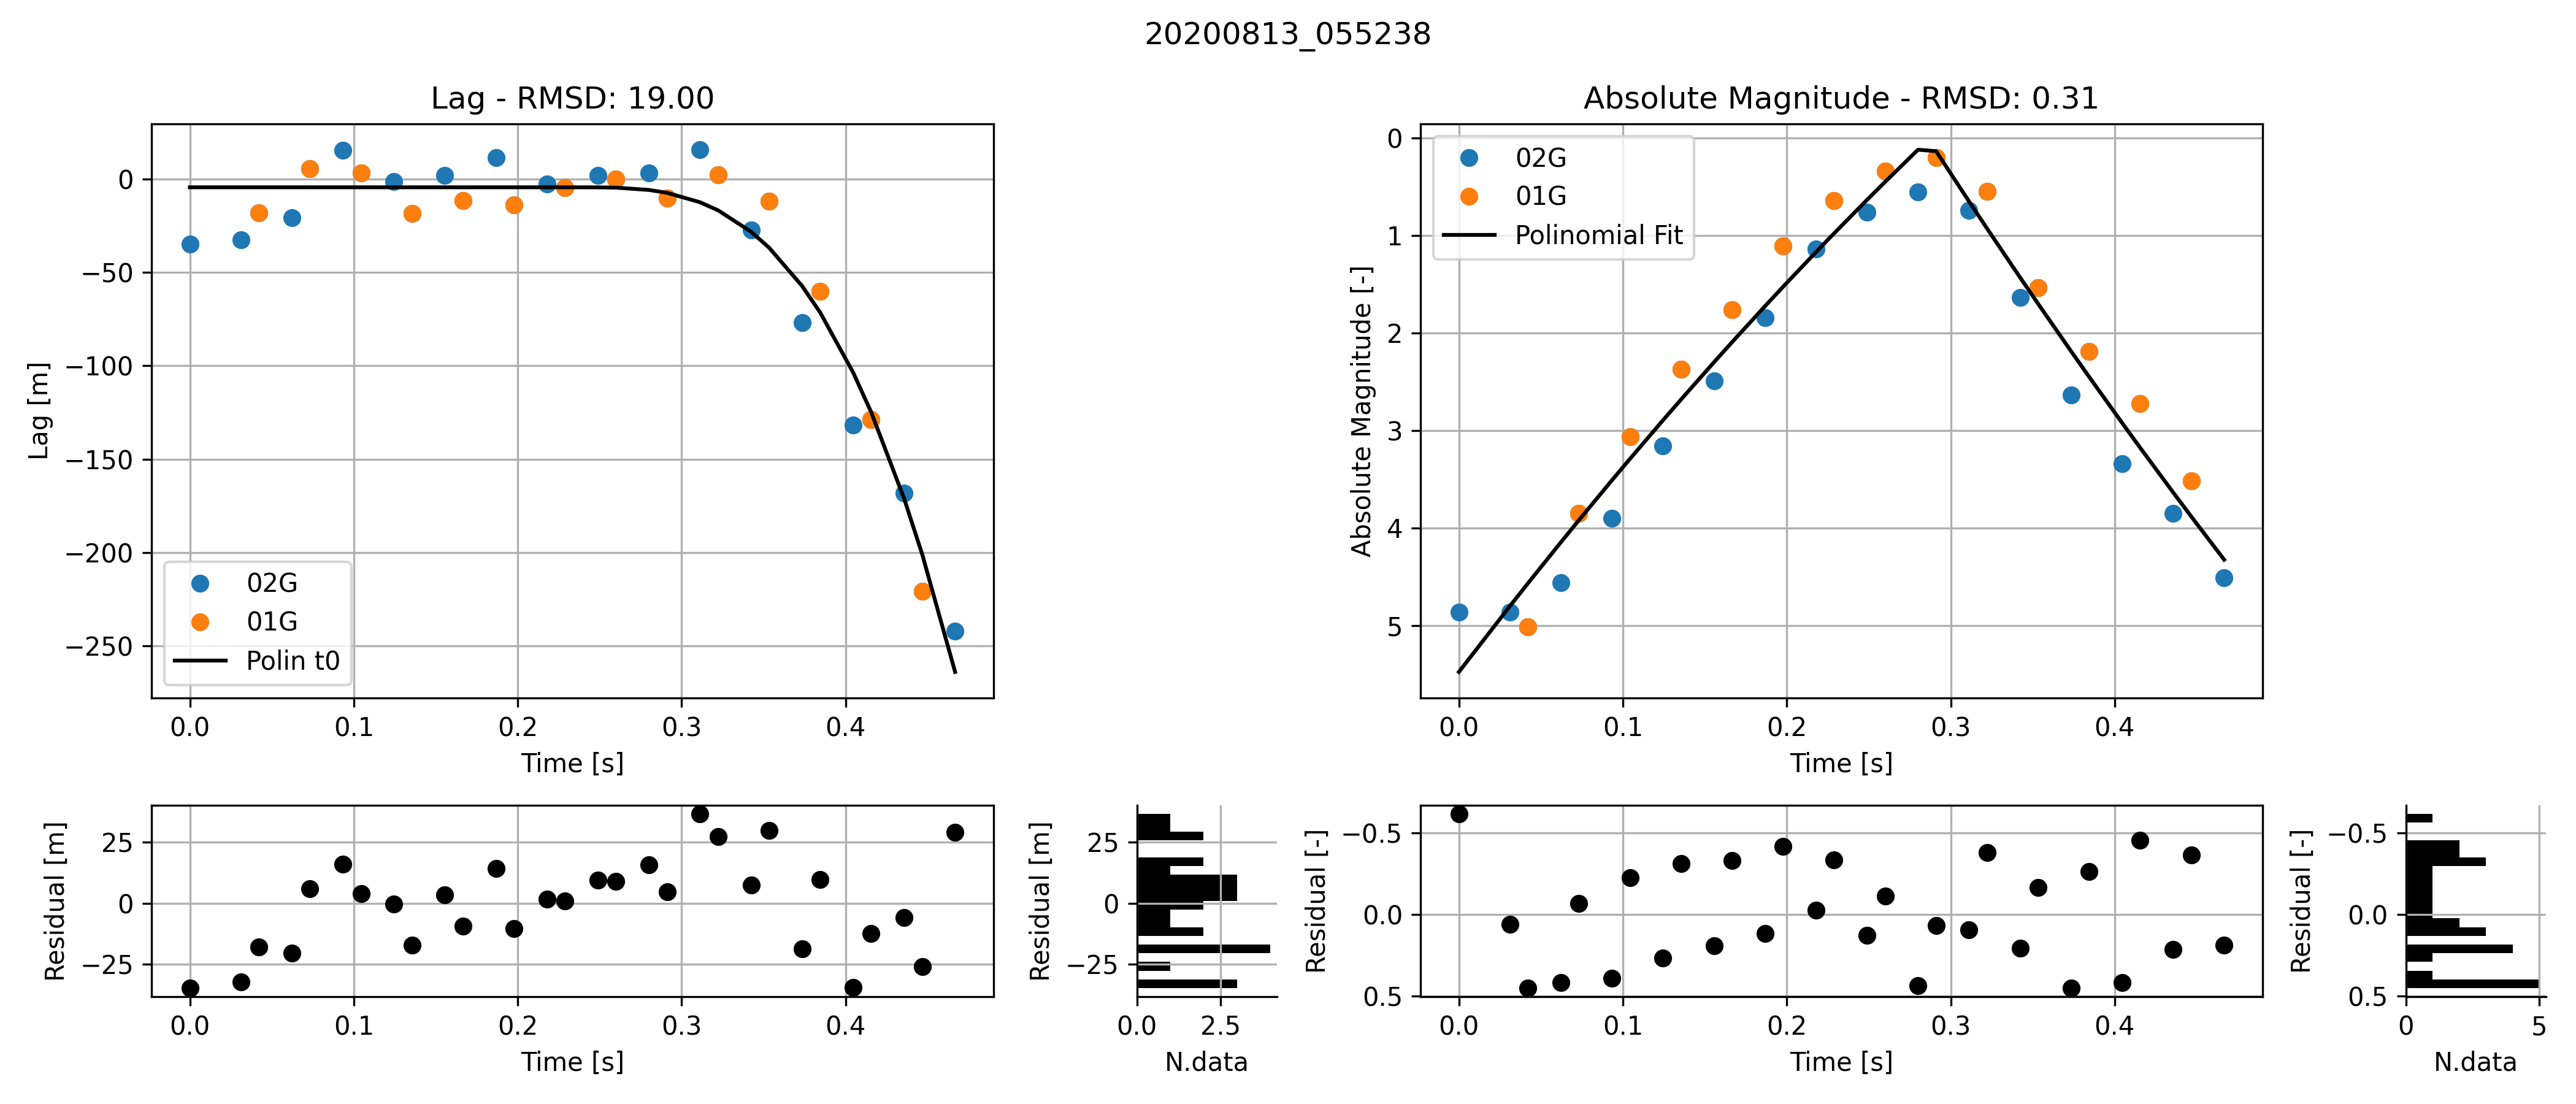 20200813_055238
Lag - RMSD: 19.00
0
−50
−100
−150
−200
−250
Lag [m]
02G
01G
Polin t0
0.0 0.1 0.2 0.3 0.4
Time [s]
Absolute Magnitude - RMSD: 0.31
0
1
2
3
4
5
Absolute Magnitude [-]
02G
01G
Polinomial Fit
0.0 0.1 0.2 0.3 0.4
Time [s]
25
0
−25
Residual [m]
0.0 0.1 0.2 0.3 0.4
Time [s]
25
0
−25
Residual [m]
0.0 2.5
N.data
−0.5
0.0
0.5
Residual [-]
0.0 0.1 0.2 0.3 0.4
Time [s]
−0.5
0.0
0.5
Residual [-]
0 5
N.data